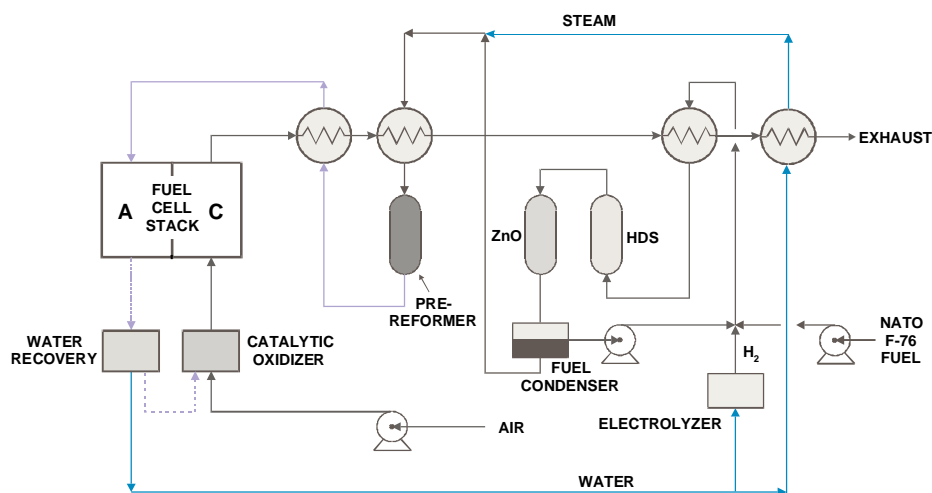 STEAM
EXHAUST
FUEL
CELL
STACK
A
C
ZnO
HDS
PRE-
REFORMER
WATER
RECOVERY
CATALYTIC
OXIDIZER
FUEL
CONDENSER
H2
NATO
F-76
FUEL
ELECTROLYZER
AIR
WATER